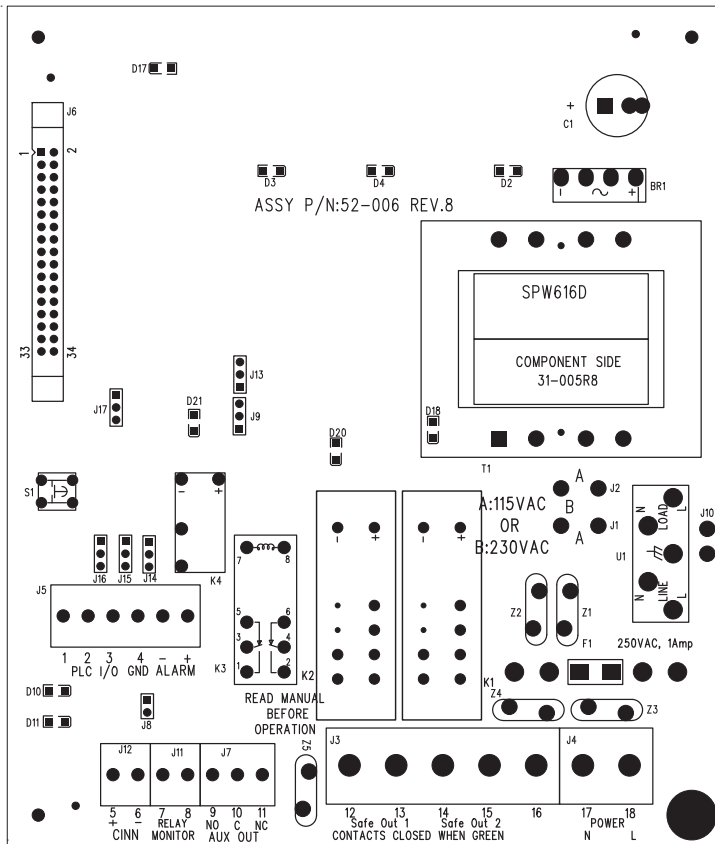 D17
J6
+
C1
1
2
D3
D4
D2
- ~ +
BR1
ASSY P/N:52-006 REV.8
SPW616D
COMPONENT SIDE
31-005R8
33
34
J13
J17
D21
J9
D18
D20
T1
S1
- +
K4
A:115VAC
OR
B:230VAC
A
B
A
J2
J1
N
LOAD
L
U1
N
LINE
L
J10
- +
- +
J16
J15
J14
7
8
5
6
3
4
1
2
K3
K2
K1
J5
1 2 3 4 - +
PLC I/O GND ALARM
Z2
Z1
F1
250VAC, 1Amp
Z4
Z3
READ MANUAL
BEFORE
OPERATION
D10
D11
J8
Z5
J12
J11
J7
J3
J4
5 6 7 8 9 10 11
+ -
CINN
RELAY
MONITOR
NO C NC
AUX OUT
12 13 14 15 16 17 18
Safe Out 1
Safe Out 2
CONTACTS CLOSED WHEN GREEN
POWER
N L